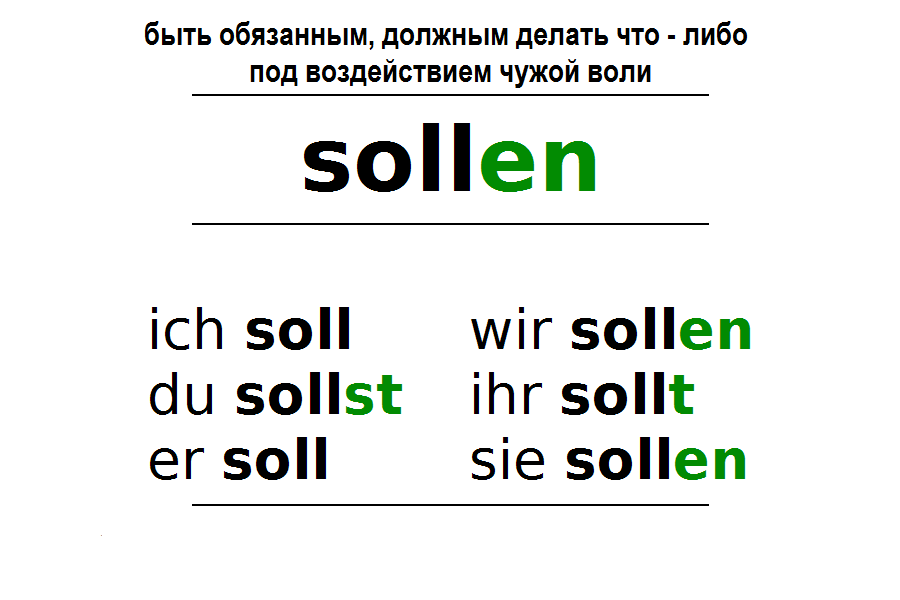 быть обязанным, должным делать что - либо
под воздействием чужой воли
sollen
ich soll
du sollst
er soll
wir sollen
ihr sollt
sie sollen